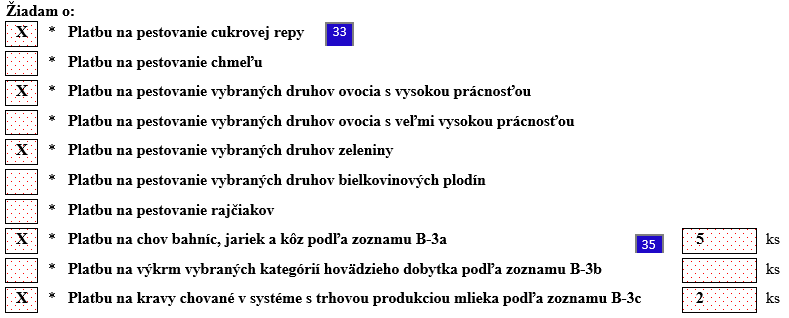 Žiadam o:
X * Platbu na pestovanie cukrovej repy 33
* Platbu na pestovanie chmeľu
X * Platbu na pestovanie vybraných druhov ovocia s vysokou prácnosťou
* Platbu na pestovanie vybraných druhov ovocia s veľmi vysokou prácnosťou
X * Platbu na pestovanie vybraných druhov zeleniny
* Platbu na pestovanie vybraných druhov bielkovinových plodín
* Platbu na pestovanie rajčiakov
X * Platbu na chov bahníc, jariek a kôz podľa zoznamu B-3a 35 5 ks
* Platbu na výkrm vybraných kategórií hovädzieho dobytka podľa zoznamu B-3b ks
X * Platbu na kravy chované v systéme s trhovou produkciou mlieka podľa zoznamu B-3c 2 ks